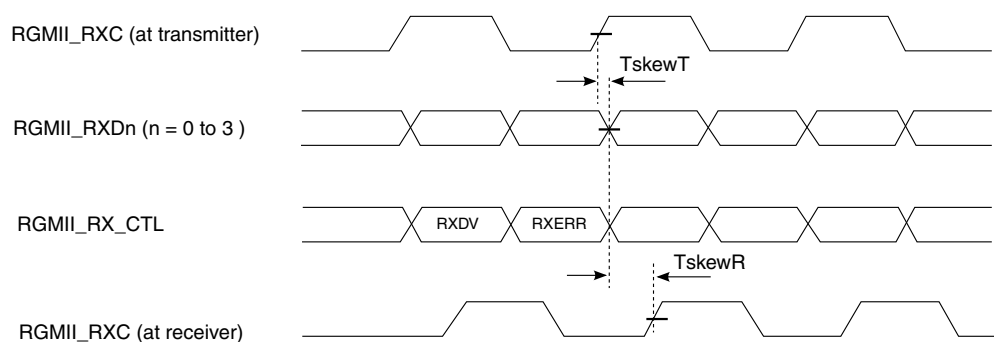 RGMII_RXC (at transmitter)
TskewT
RGMII_RXDn (n = 0 to 3 )
RGMII_RX_CTL
RXDV
RXERR
TskewR
RGMII_RXC (at receiver)